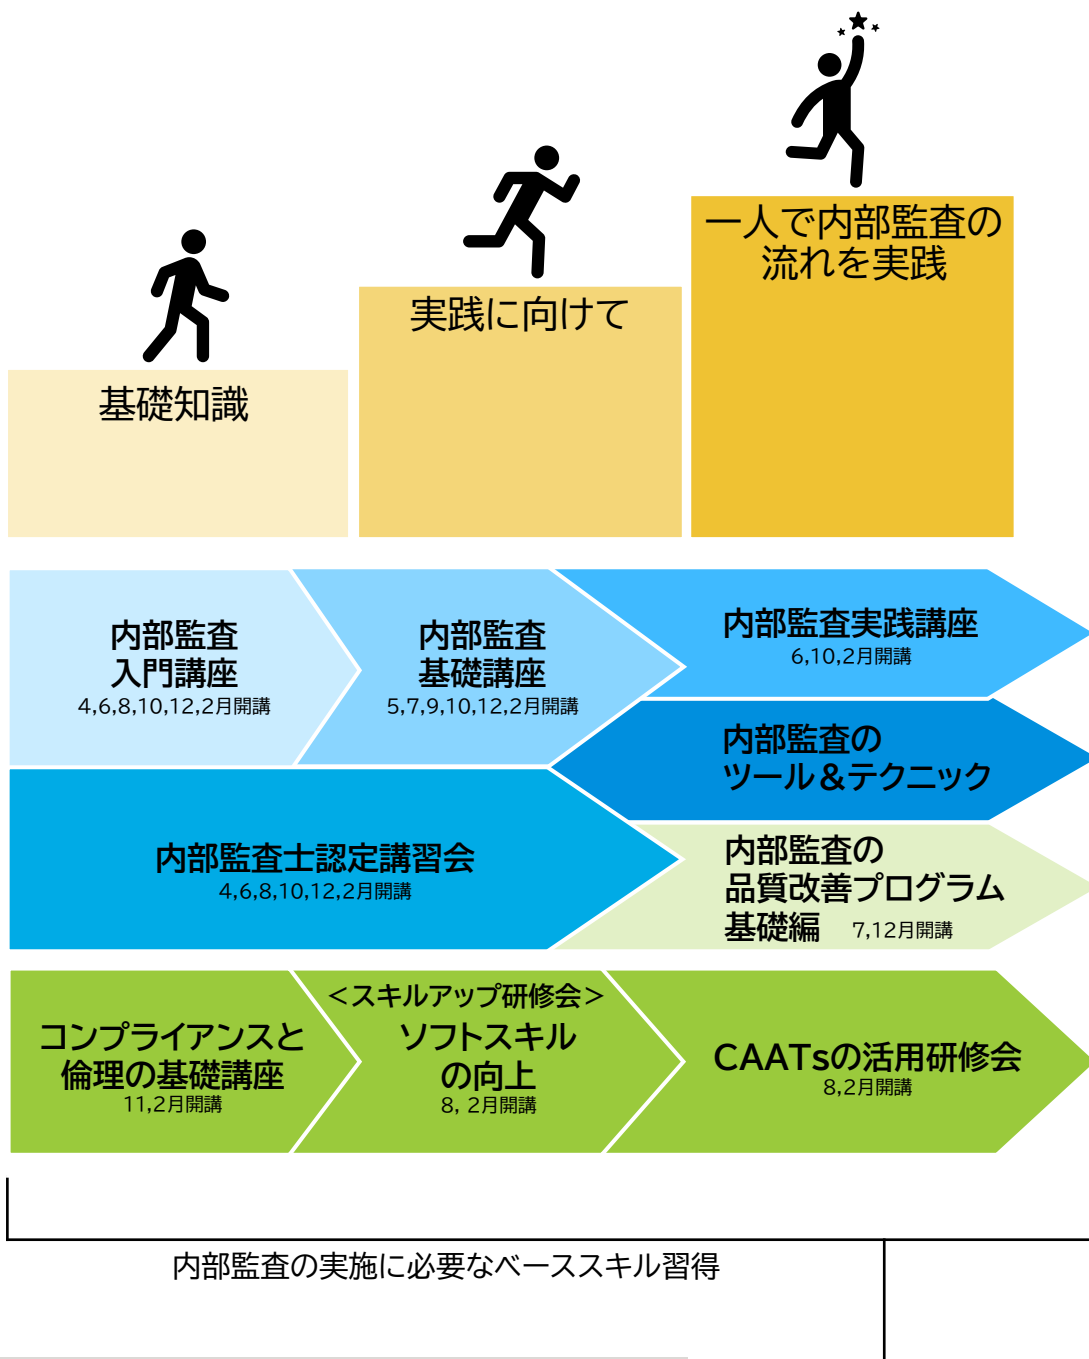 一人で内部監査の
流れを実践
実践に向けて
基礎知識
内部監査
入門講座
4,6,8,10,12,2月開講
内部監査
基礎講座
5,7,9,10,12,2月開講
内部監査実践講座
6,10,2月開講
内部監査の
ツール&テクニック
内部監査士認定講習会
4,6,8,10,12,2月開講
内部監査の
品質改善プログラム
基礎編 7,12月開講
コンプライアンスと
倫理の基礎講座
11,2月開講
<スキルアップ研修会>
ソフトスキル
の向上
8, 2月開講
CAATsの活用研修会
8,2月開講
内部監査の実施に必要なベーススキル習得